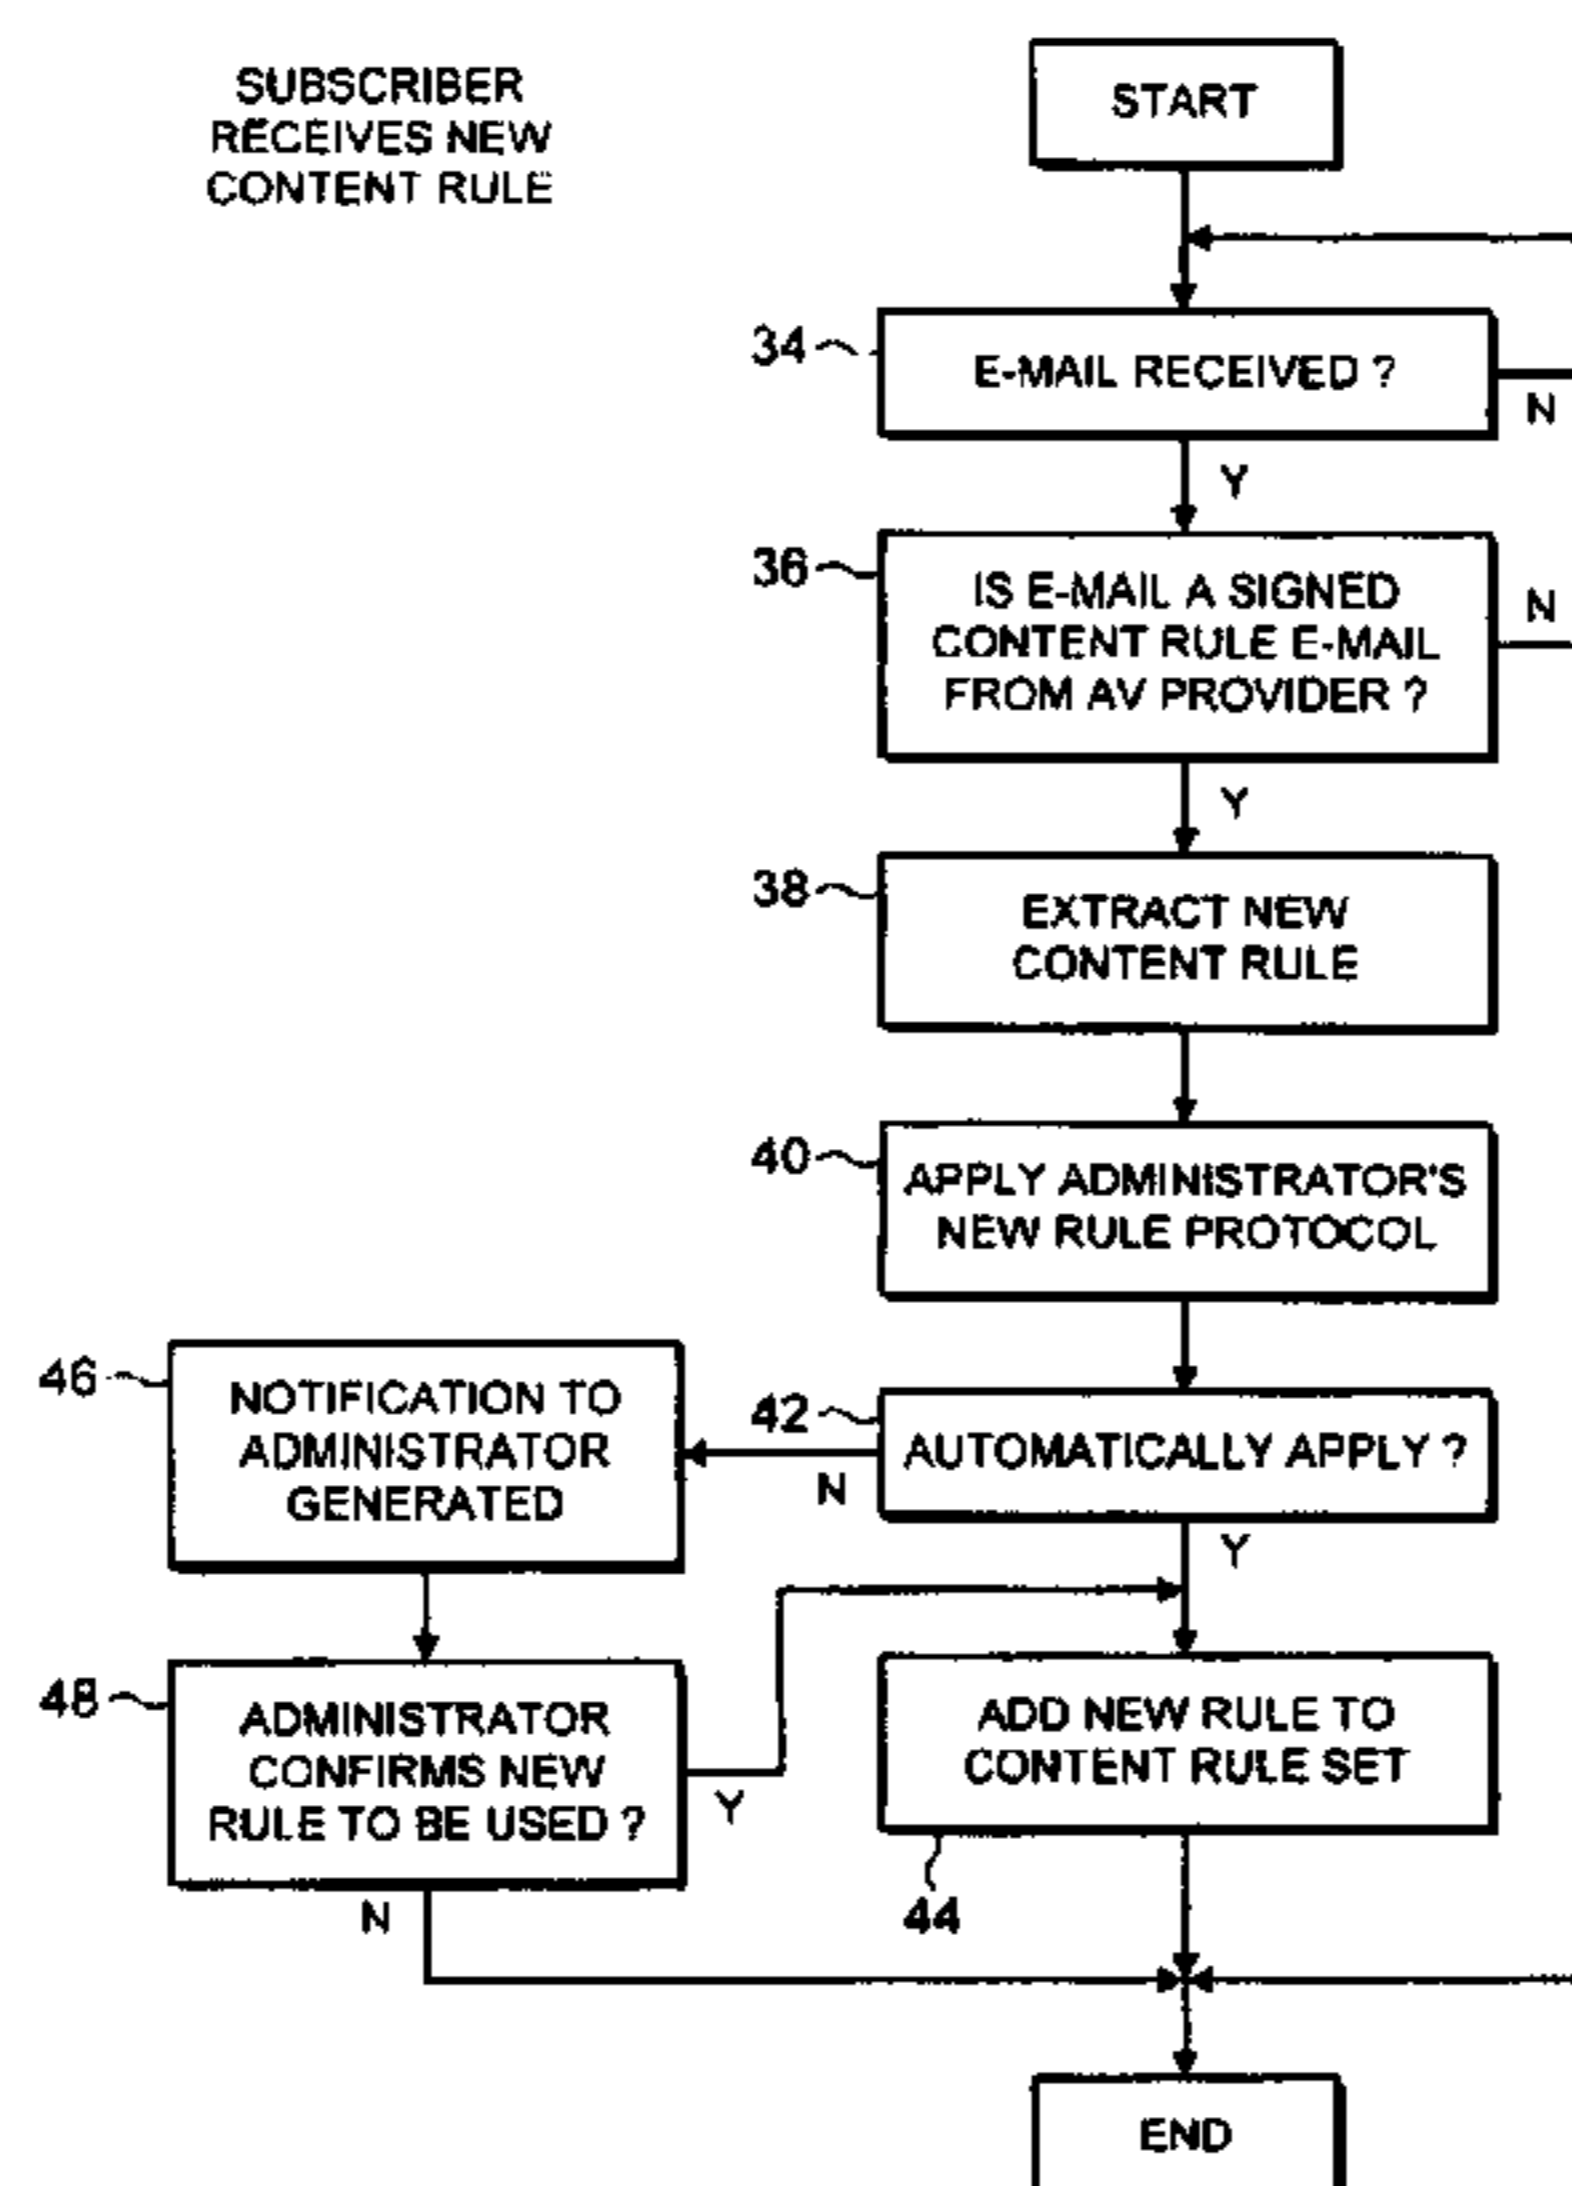 SUBSCRIBER
RECEIVES NEW
CONTENT RULE
START
34
E-MAIL RECEIVED ?
N
Y
36
IS E-MAIL A SIGNED
CONTENT RULE E-MAIL
FROM AV PROVIDER ?
N
Y
38
EXTRACT NEW
CONTENT RULE
40
APPLY ADMINISTRATOR'S
NEW RULE PROTOCOL
42
AUTOMATICALLY APPLY ?
N
Y
46
NOTIFICATION TO
ADMINISTRATOR
GENERATED
48
ADMINISTRATOR
CONFIRMS NEW
RULE TO BE USED ?
Y
N
ADD NEW RULE TO
CONTENT RULE SET
44
END